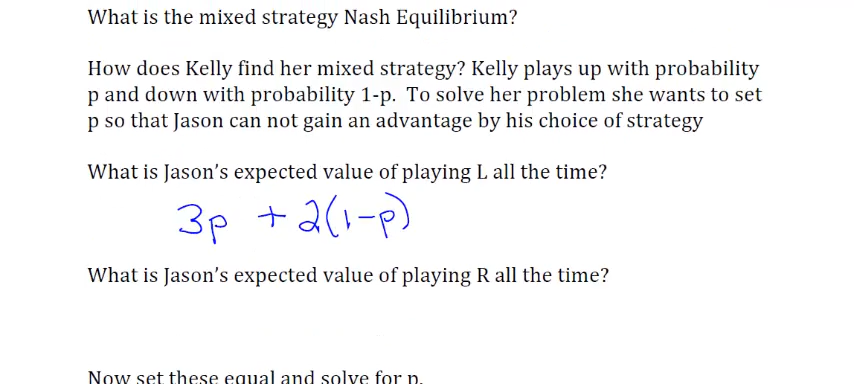 What is the mixed strategy Nash Equilibrium?
How does Kelly find her mixed strategy? Kelly plays up with probability
p and down with probability 1-p.  To solve her problem she wants to set
p so that Jason can not gain an advantage by his choice of strategy
What is Jason's expected value of playing L all the time?
3p + 2(1-p)
What is Jason's expected value of playing R all the time?
Now set these equal and solve for p.